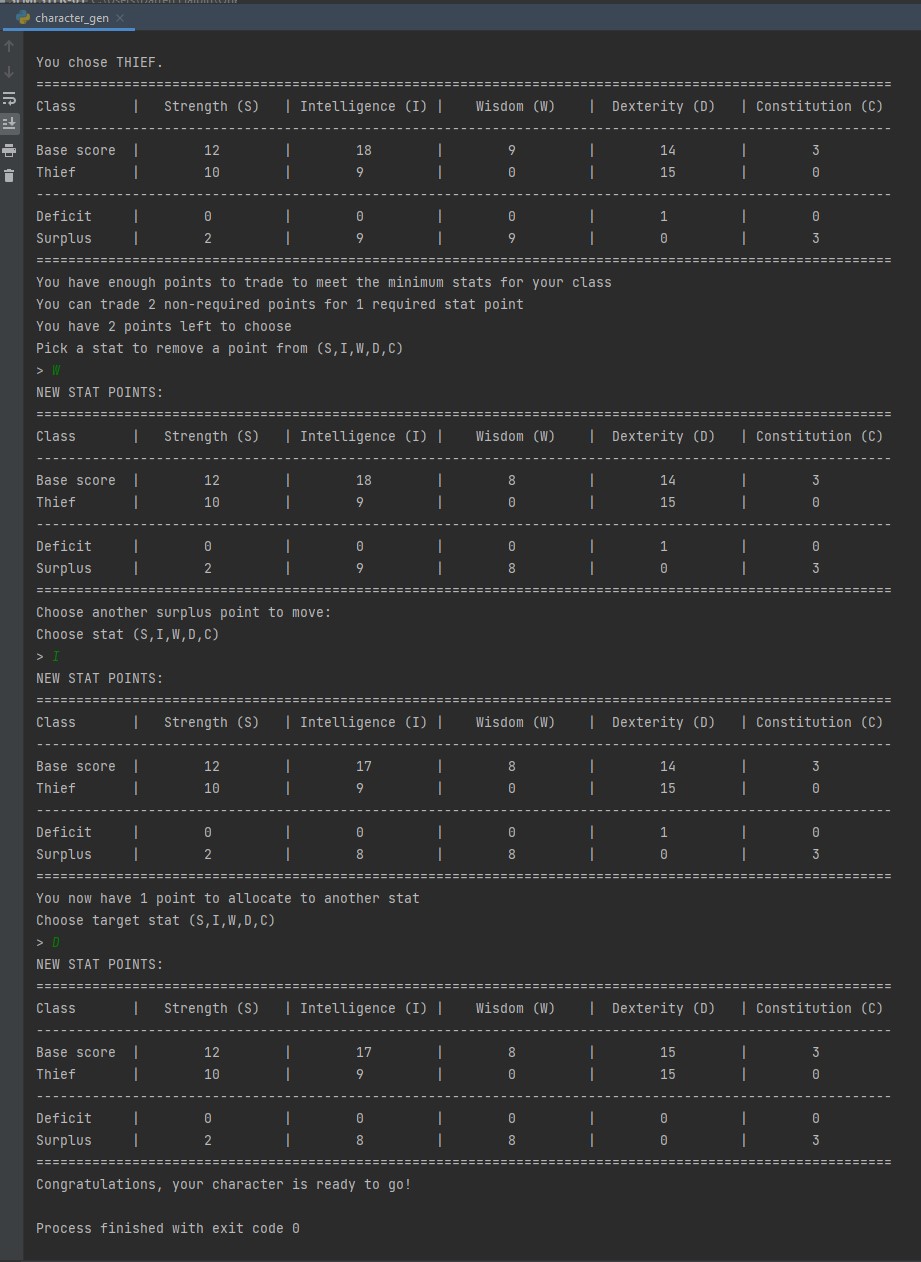 character_gen ×
You chose THIEF.
===========================================================================================================
Class       |   Strength (S)   | Intelligence (I) |    Wisdom (W)    |  Dexterity (D)   | Constitution (C)
-----------------------------------------------------------------------------------------------------------
Base score  |        12        |        18        |        9         |        14        |        3
Thief       |        10        |        9         |        0         |        15        |        0
-----------------------------------------------------------------------------------------------------------
Deficit     |        0         |        0         |        0         |        1         |        0
Surplus     |        2         |        9         |        9         |        0         |        3
===========================================================================================================
You have enough points to trade to meet the minimum stats for your class
You can trade 2 non-required points for 1 required stat point
You have 2 points left to choose
Pick a stat to remove a point from (S,I,W,D,C)
> W
NEW STAT POINTS:
===========================================================================================================
Class       |   Strength (S)   | Intelligence (I) |    Wisdom (W)    |  Dexterity (D)   | Constitution (C)
-----------------------------------------------------------------------------------------------------------
Base score  |        12        |        18        |        8         |        14        |        3
Thief       |        10        |        9         |        0         |        15        |        0
-----------------------------------------------------------------------------------------------------------
Deficit     |        0         |        0         |        0         |        1         |        0
Surplus     |        2         |        9         |        8         |        0         |        3
===========================================================================================================
Choose another surplus point to move:
Choose stat (S,I,W,D,C)
> I
NEW STAT POINTS:
===========================================================================================================
Class       |   Strength (S)   | Intelligence (I) |    Wisdom (W)    |  Dexterity (D)   | Constitution (C)
-----------------------------------------------------------------------------------------------------------
Base score  |        12        |        17        |        8         |        14        |        3
Thief       |        10        |        9         |        0         |        15        |        0
-----------------------------------------------------------------------------------------------------------
Deficit     |        0         |        0         |        0         |        1         |        0
Surplus     |        2         |        8         |        8         |        0         |        3
===========================================================================================================
You now have 1 point to allocate to another stat
Choose target stat (S,I,W,D,C)
> D
NEW STAT POINTS:
===========================================================================================================
Class       |   Strength (S)   | Intelligence (I) |    Wisdom (W)    |  Dexterity (D)   | Constitution (C)
-----------------------------------------------------------------------------------------------------------
Base score  |        12        |        17        |        8         |        15        |        3
Thief       |        10        |        9         |        0         |        15        |        0
-----------------------------------------------------------------------------------------------------------
Deficit     |        0         |        0         |        0         |        0         |        0
Surplus     |        2         |        8         |        8         |        0         |        3
===========================================================================================================
Congratulations, your character is ready to go!
Process finished with exit code 0